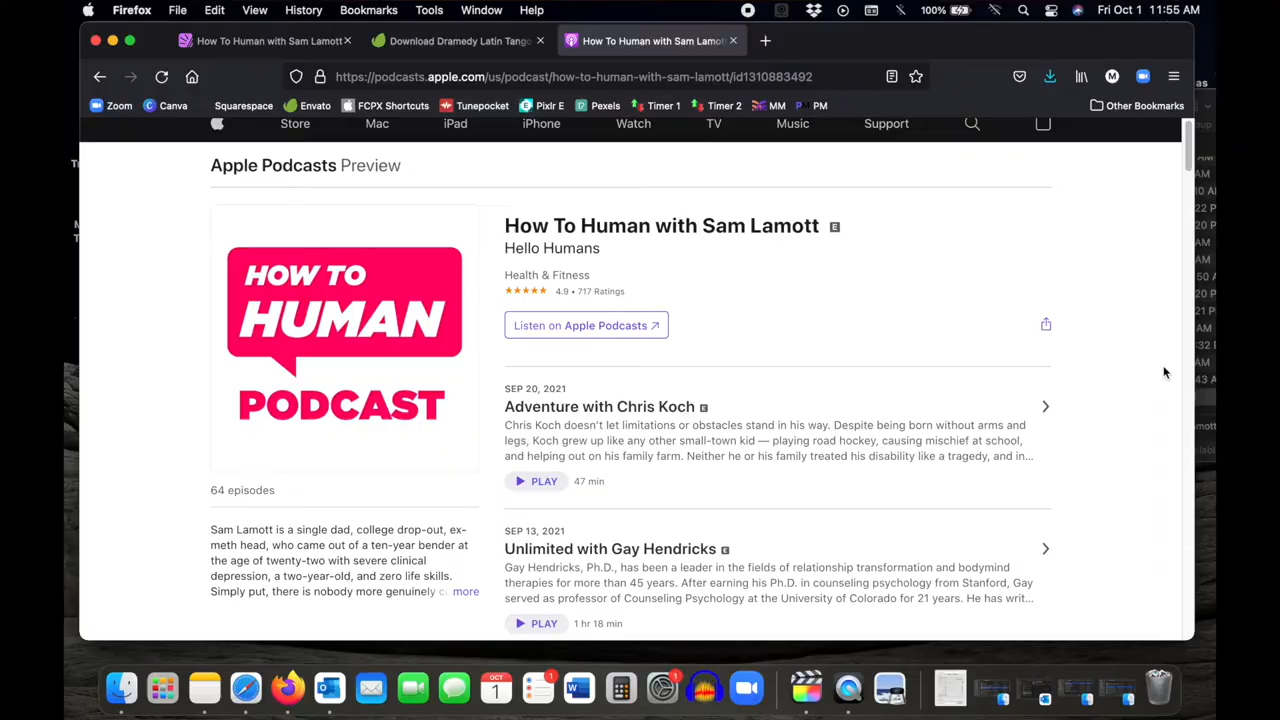 Firefox File Edit View History Bookmarks Tools Window Help 100% Fri Oct 1 11:55 AM
How To Human with Sam Lamott Download Dramedy Latin Tango How To Human with Sam Lamot
https://podcasts.apple.com/us/podcast/how-to-human-with-sam-lamott/id1310883492
M
Zoom Canva Squarespace Envato FCPX Shortcuts Tunepocket Pixlr E Pexels Timer 1 Timer 2 MM PM Other Bookmarks
Store Mac iPad iPhone Watch TV Music Support
Apple Podcasts Preview
HOW TO
HUMAN
PODCAST
64 episodes
Sam Lamott is a single dad, college drop-out, ex-
meth head, who came out of a ten-year bender at
the age of twenty-two with severe clinical
depression, a two-year-old, and zero life skills.
Simply put, there is nobody more genuinely more
How To Human with Sam Lamott E
Hello Humans
Health & Fitness
★★★★★ 4.9 • 717 Ratings
Listen on Apple Podcasts ↗
SEP 20, 2021
Adventure with Chris Koch E
Chris Koch doesn't let limitations or obstacles stand in his way. Despite being born without arms and
legs, Koch grew up like any other small-town kid — playing road hockey, causing mischief at school,
and helping out on his family farm. Neither he or his family treated his disability like a tragedy, and in...
PLAY 47 min
SEP 13, 2021
Unlimited with Gay Hendricks E
Gay Hendricks, Ph.D., has been a leader in the fields of relationship transformation and bodymind
therapies for more than 45 years. After earning his Ph.D. in counseling psychology from Stanford, Gay
served as professor of Counseling Psychology at the University of Colorado for 21 years. He has writ...
PLAY 1 hr 18 min
OCT
1 1 1